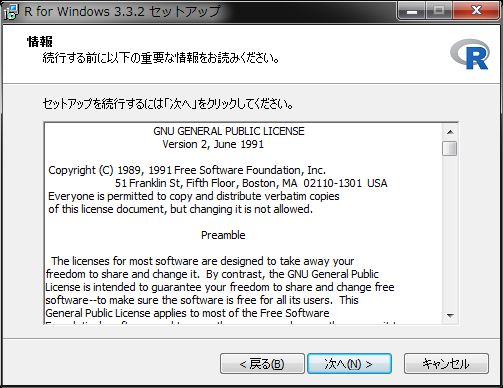 R for Windows 3.3.2 セットアップ
情報
続行する前に以下の重要な情報をお読みください。
R
セットアップを続行するには「次へ」をクリックしてください。
GNU GENERAL PUBLIC LICENSE
Version 2, June 1991
Copyright (C) 1989, 1991 Free Software Foundation, Inc.
51 Franklin St, Fifth Floor, Boston, MA  02110-1301  USA
Everyone is permitted to copy and distribute verbatim copies
of this license document, but changing it is not allowed.
Preamble
The licenses for most software are designed to take away your
freedom to share and change it.  By contrast, the GNU General Public
License is intended to guarantee your freedom to share and change free
software--to make sure the software is free for all its users.  This
General Public License applies to most of the Free Software
< 戻る(B)
次へ(N) >
キャンセル